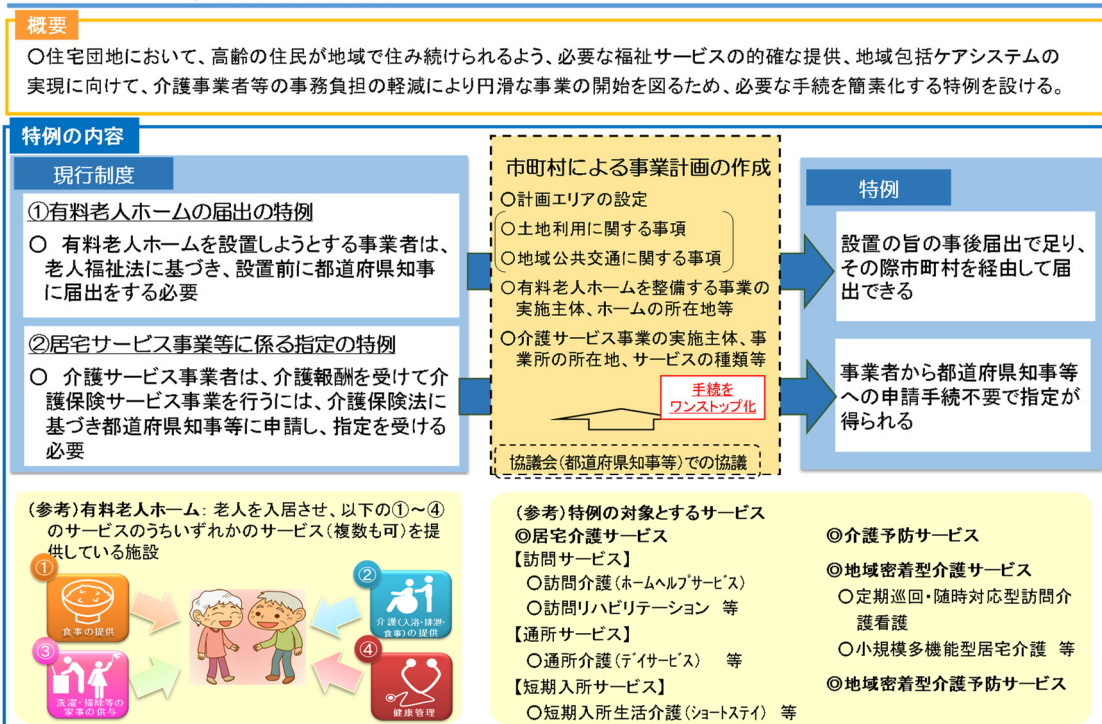 概要
○住宅団地において、高齢の住民が地域で住み続けられるよう、必要な福祉サービスの的確な提供、地域包括ケアシステムの
実現に向けて、介護事業者等の事務負担の軽減により円滑な事業の開始を図るため、必要な手続を簡素化する特例を設ける。
特例の内容
現行制度
①有料老人ホームの届出の特例
○ 有料老人ホームを設置しようとする事業者は、
老人福祉法に基づき、設置前に都道府県知事
に届出をする必要
②居宅サービス事業等に係る指定の特例
○ 介護サービス事業者は、介護報酬を受けて介
護保険サービス事業を行うには、介護保険法に
基づき都道府県知事等に申請し、指定を受ける
必要
市町村による事業計画の作成
○計画エリアの設定
○土地利用に関する事項
○地域公共交通に関する事項
○有料老人ホームを整備する事業の
実施主体、ホームの所在地等
○介護サービス事業の実施主体、事
業所の所在地、サービスの種類等
手続を
ワンストップ化
協議会(都道府県知事等)での協議
特例
設置の旨の事後届出で足り、
その際市町村を経由して届
出できる
事業者から都道府県知事等
への申請手続不要で指定が
得られる
(参考)有料老人ホーム: 老人を入居させ、以下の①~④
のサービスのうちいずれかのサービス(複数も可)を提
供している施設
①
食事の提供
②
介護(入浴・排泄・
食事)の提供
③
洗濯・掃除等の
家事の供与
④
健康管理
(参考)特例の対象とするサービス
◎居宅介護サービス
【訪問サービス】
○訪問介護(ホームヘルプサービス)
○訪問リハビリテーション 等
【通所サービス】
○通所介護(デイサービス) 等
【短期入所サービス】
○短期入所生活介護(ショートステイ) 等
◎介護予防サービス
◎地域密着型介護サービス
○定期巡回・随時対応型訪問介
護看護
○小規模多機能型居宅介護 等
◎地域密着型介護予防サービス